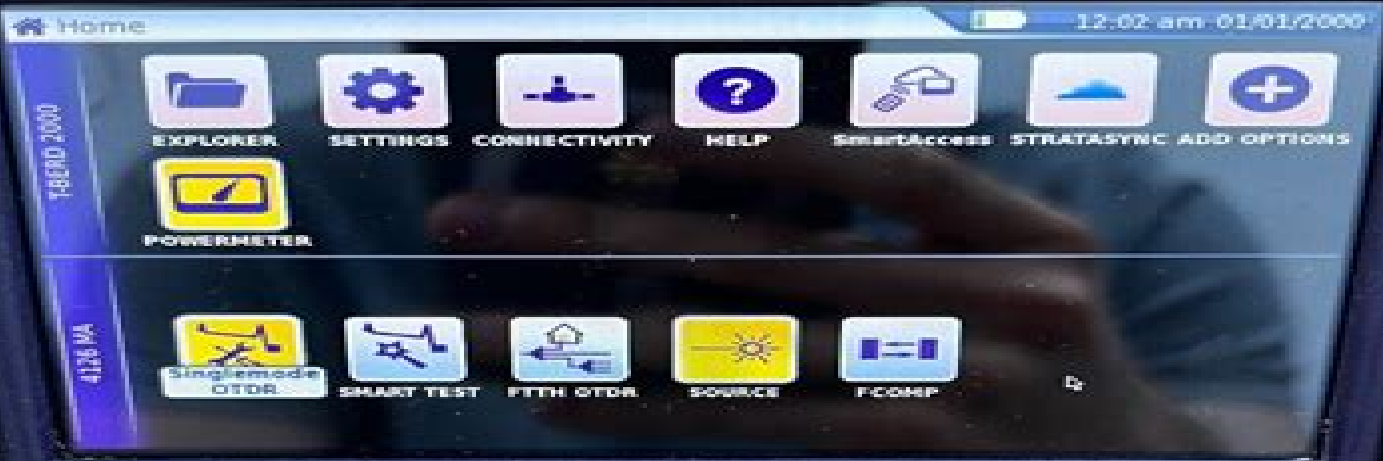 Home 12:02 am 01/01/2000
T-BERD 2000
EXPLORER SETTINGS CONNECTIVITY HELP SmartAccess STRATASYNC ADD OPTIONS
POWERMETER
4126 MA
Singlemode
OTDR
SMART TEST FTTH OTDR SOURCE FCOMP